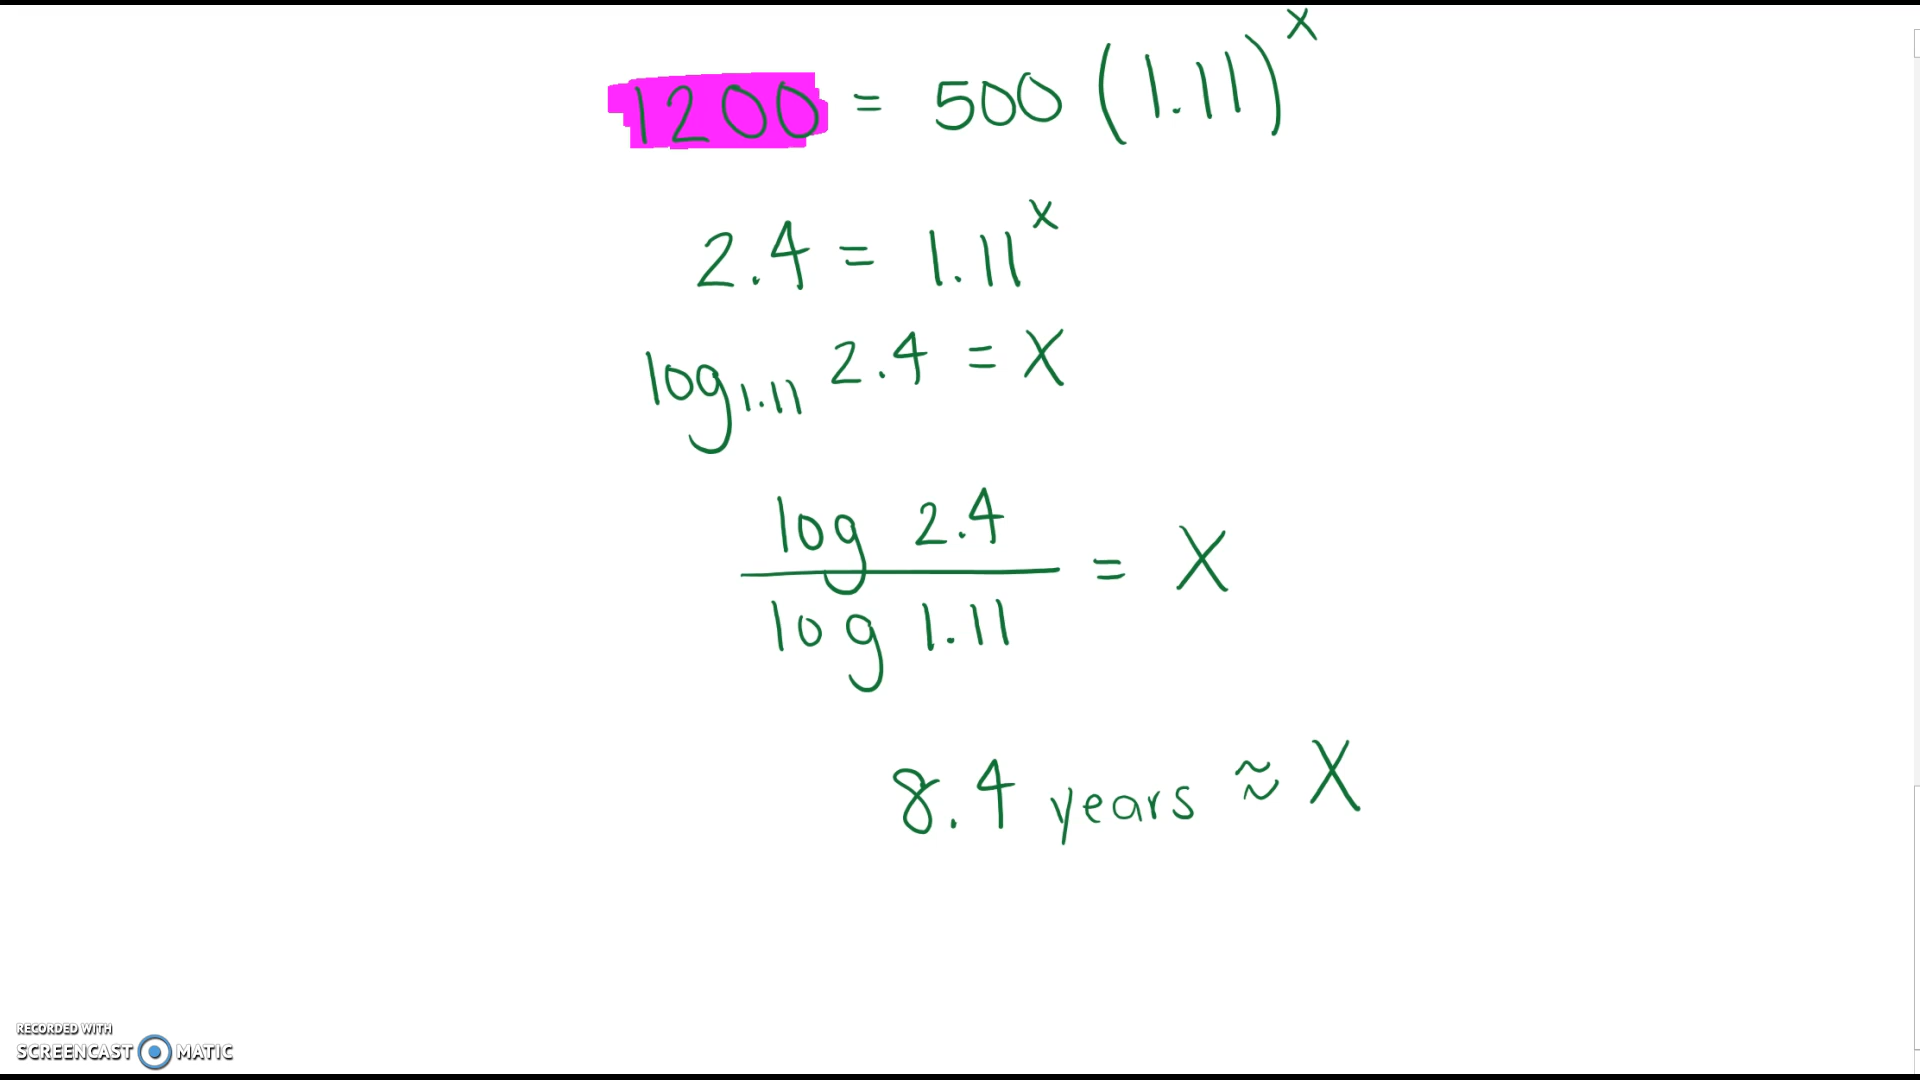 1200 = 500 (1.11)^x
2.4 = 1.11^x
log_1.11 2.4 = x
log 2.4
= x
log 1.11
8.4 years ≈ x
RECORDED WITH
SCREENCAST MATIC